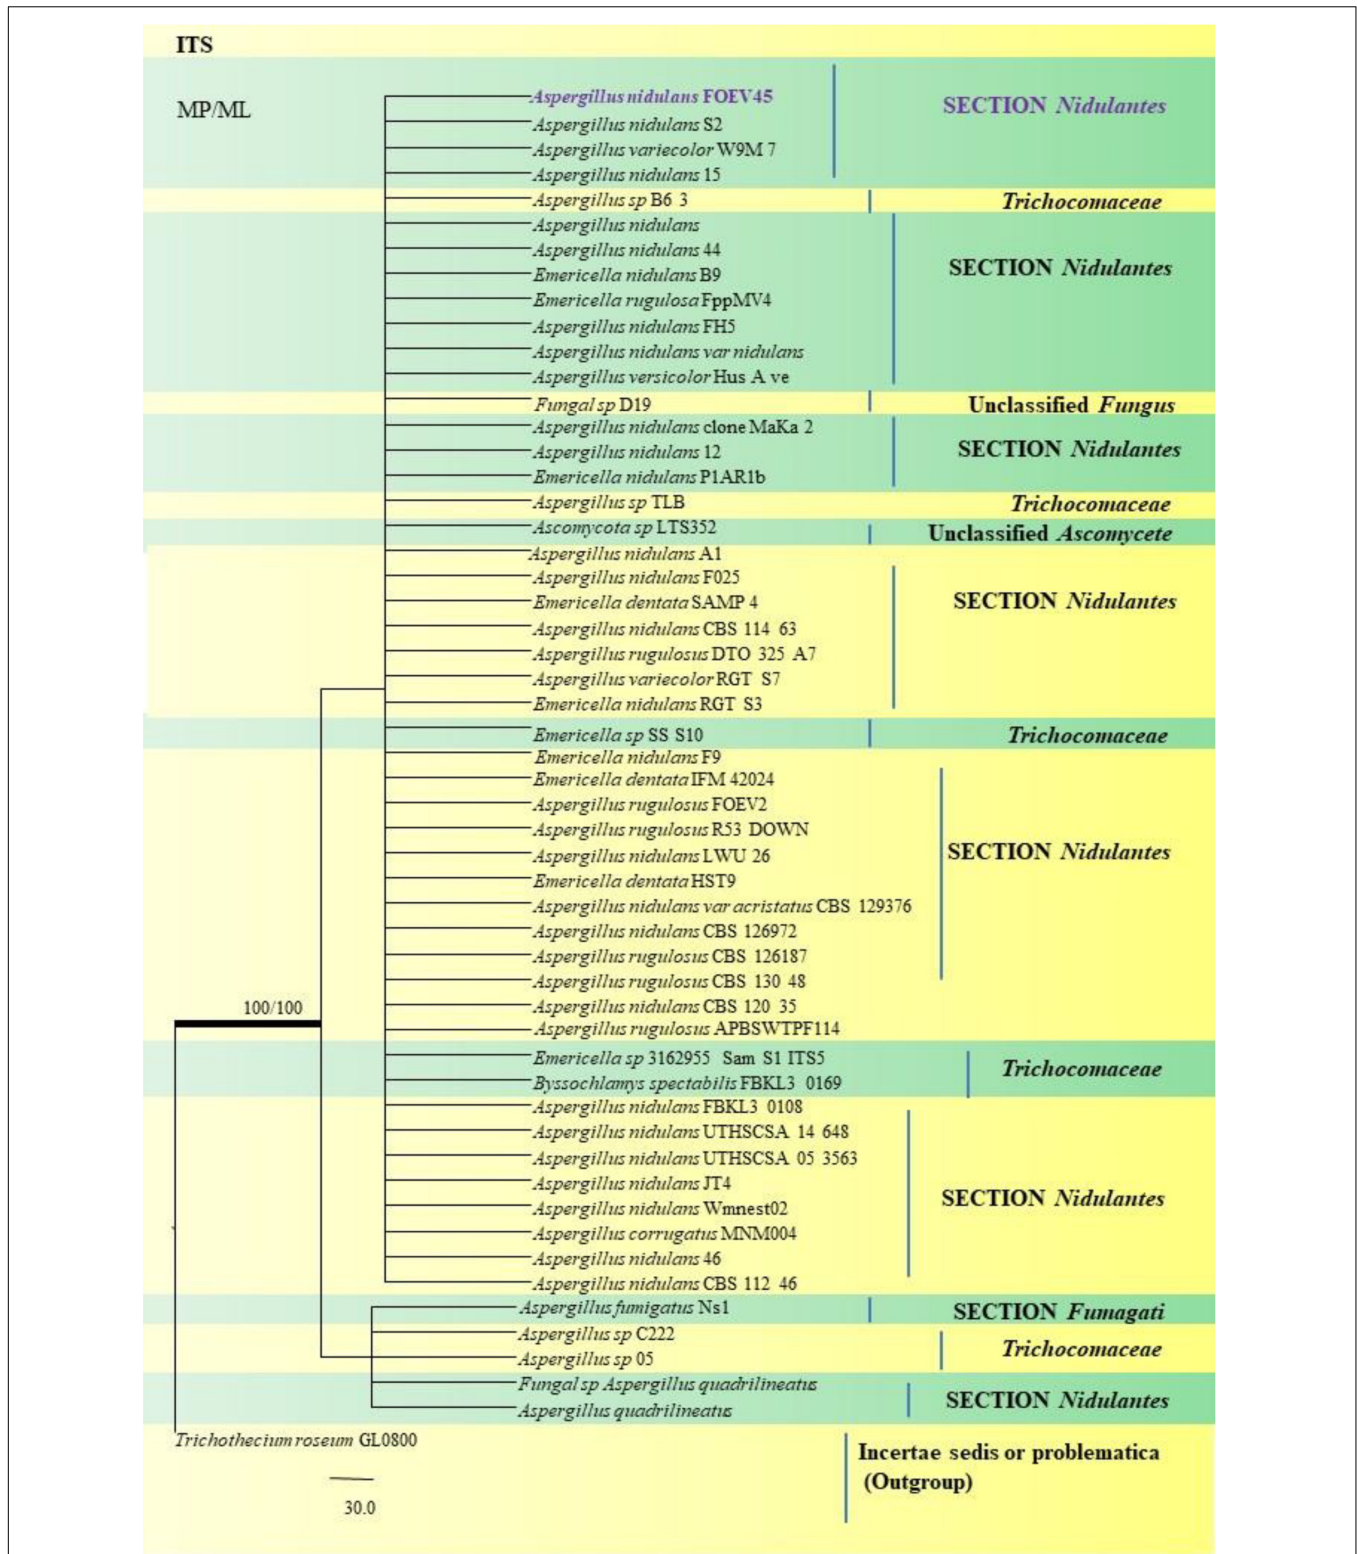 ITS
MP/ML
Aspergillus nidulans FOEV45
SECTION Nidulantes
Aspergillus nidulans S2
Aspergillus variecolor W9M 7
Aspergillus nidulans 15
Aspergillus sp B6 3
Trichocomaceae
Aspergillus nidulans
Aspergillus nidulans 44
Emericella nidulans B9
SECTION Nidulantes
Emericella rugulosa FppMV4
Aspergillus nidulans FH5
Aspergillus nidulans var nidulans
Aspergillus versicolor Hus A ve
Fungal sp D19
Unclassified Fungus
Aspergillus nidulans clone MaKa 2
Aspergillus nidulans 12
SECTION Nidulantes
Emericella nidulans P1AR1b
Aspergillus sp TLB
Trichocomaceae
Ascomycota sp LTS352
Unclassified Ascomycete
Aspergillus nidulans A1
Aspergillus nidulans F025
Emericella dentata SAMP 4
SECTION Nidulantes
Aspergillus nidulans CBS 114 63
Aspergillus rugulosus DTO 325 A7
Aspergillus variecolor RGT S7
Emericella nidulans RGT S3
Emericella sp SS S10
Trichocomaceae
Emericella nidulans F9
Emericella dentata IFM 42024
Aspergillus rugulosus FOEV2
Aspergillus rugulosus R53 DOWN
Aspergillus nidulans LWU 26
SECTION Nidulantes
Emericella dentata HST9
Aspergillus nidulans var acristatus CBS 129376
Aspergillus nidulans CBS 126972
Aspergillus rugulosus CBS 126187
Aspergillus rugulosus CBS 130 48
Aspergillus nidulans CBS 120 35
100/100
Aspergillus rugulosus APBSWTPF114
Emericella sp 3162955 Sam S1 ITS5
Trichocomaceae
Byssochlamys spectabilis FBKL3 0169
Aspergillus nidulans FBKL3 0108
Aspergillus nidulans UTHSCSA 14 648
Aspergillus nidulans UTHSCSA 05 3563
Aspergillus nidulans JT4
SECTION Nidulantes
Aspergillus nidulans Wmnest02
Aspergillus corrugatus MNM004
Aspergillus nidulans 46
Aspergillus nidulans CBS 112 46
Aspergillus fumigatus Ns1
SECTION Fumagati
Aspergillus sp C222
Trichocomaceae
Aspergillus sp 05
Fungal sp Aspergillus quadrilineatus
SECTION Nidulantes
Aspergillus quadrilineatus
Trichothecium roseum GL0800
Incertae sedis or problematica
(Outgroup)
30.0